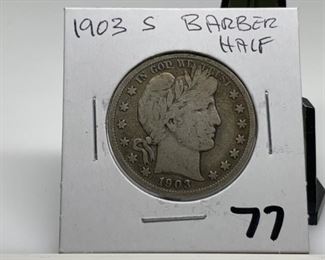 1903 S BARBER
HALF
IN GOD WE TRUST
1903
77